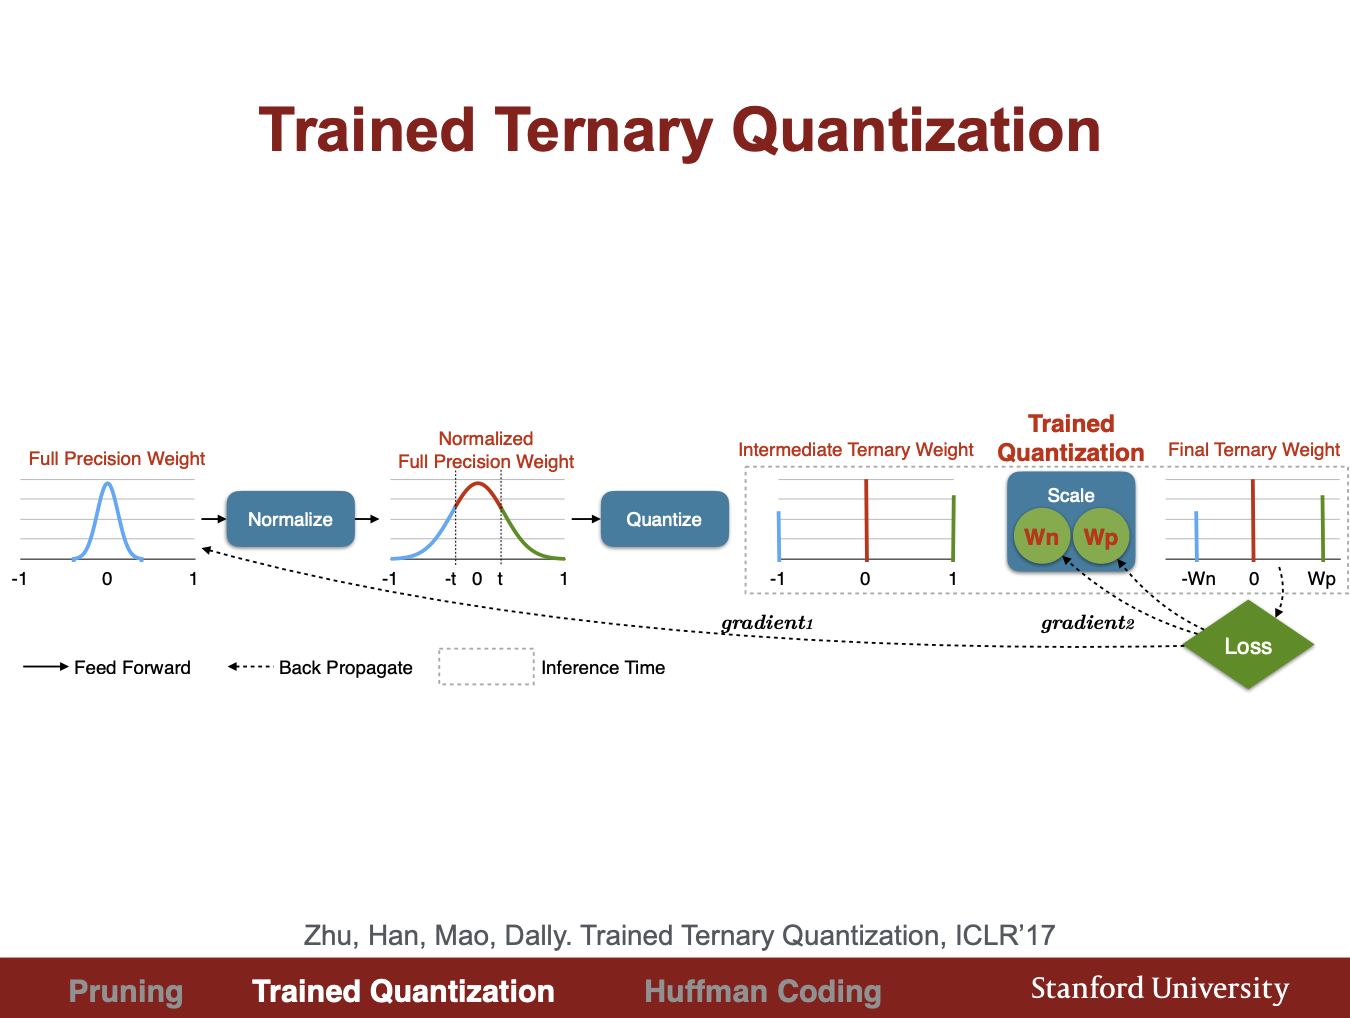 Trained Ternary Quantization
Full Precision Weight
-1 0 1
Normalize
Normalized
Full Precision Weight
-1 -t 0 t 1
Quantize
Intermediate Ternary Weight
-1 0 1
Trained
Quantization
Scale
Wn Wp
Final Ternary Weight
-Wn 0 Wp
gradient1
gradient2
Loss
Feed Forward
Back Propagate
Inference Time
Zhu, Han, Mao, Dally. Trained Ternary Quantization, ICLR’17
Pruning
Trained Quantization
Huffman Coding
Stanford University